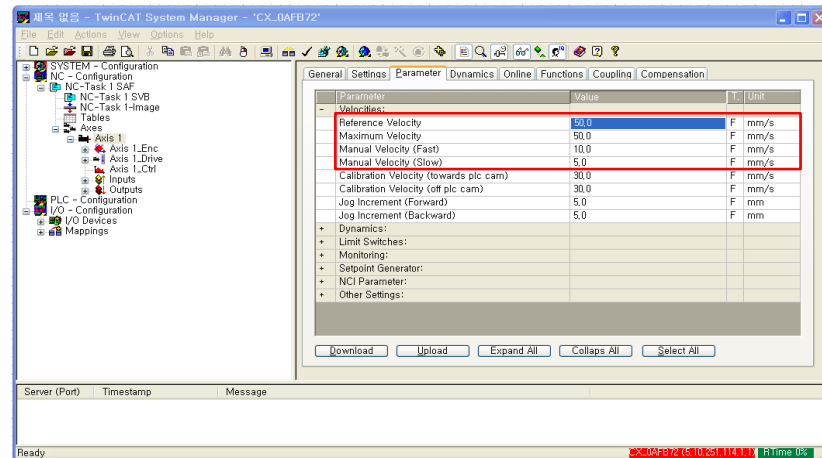 제목 없음 - TwinCAT System Manager - 'CX_0AFB72'
File Edit Actions View Options Help
SYSTEM - Configuration
NC - Configuration
NC-Task 1 SAF
NC-Task 1 SVB
NC-Task 1-Image
Tables
Axes
Axis 1
Axis 1_Enc
Axis 1_Drive
Axis 1_Ctrl
Inputs
Outputs
PLC - Configuration
I/O - Configuration
I/O Devices
Mappings
General Settings Parameter Dynamics Online Functions Coupling Compensation
Parameter Value T. Unit
- Velocities:
Reference Velocity 50,0 F mm/s
Maximum Velocity 50,0 F mm/s
Manual Velocity (Fast) 10,0 F mm/s
Manual Velocity (Slow) 5,0 F mm/s
Calibration Velocity (towards plc cam) 30,0 F mm/s
Calibration Velocity (off plc cam) 30,0 F mm/s
Jog Increment (Forward) 5,0 F mm
Jog Increment (Backward) 5,0 F mm
+ Dynamics:
+ Limit Switches:
+ Monitoring:
+ Setpoint Generator:
+ NCI Parameter:
+ Other Settings:
Download Upload Expand All Collaps All Select All
Server (Port) Timestamp Message
Ready CX_0AFB72 (5,10,251,114,1,1) RTime 0%